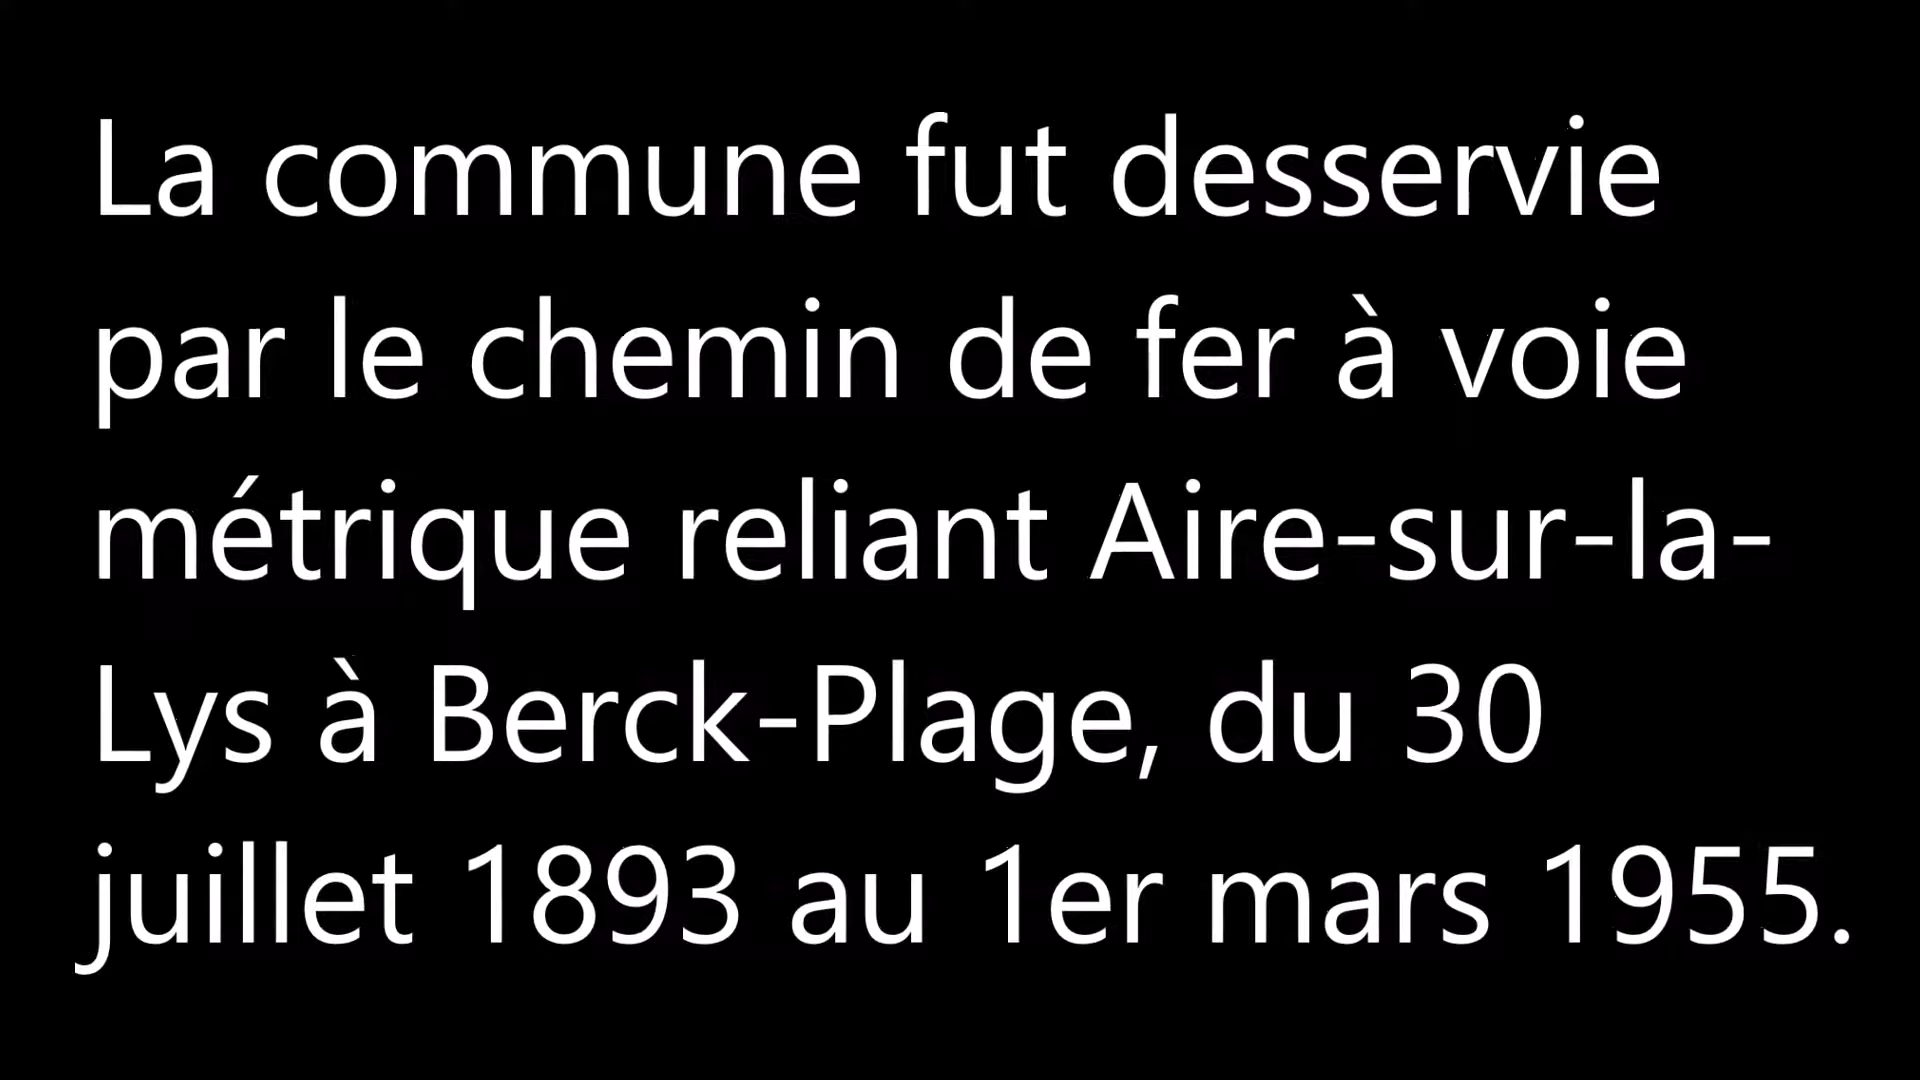 La commune fut desservie
par le chemin de fer à voie
métrique reliant Aire-sur-la-
Lys à Berck-Plage, du 30
juillet 1893 au 1er mars 1955.